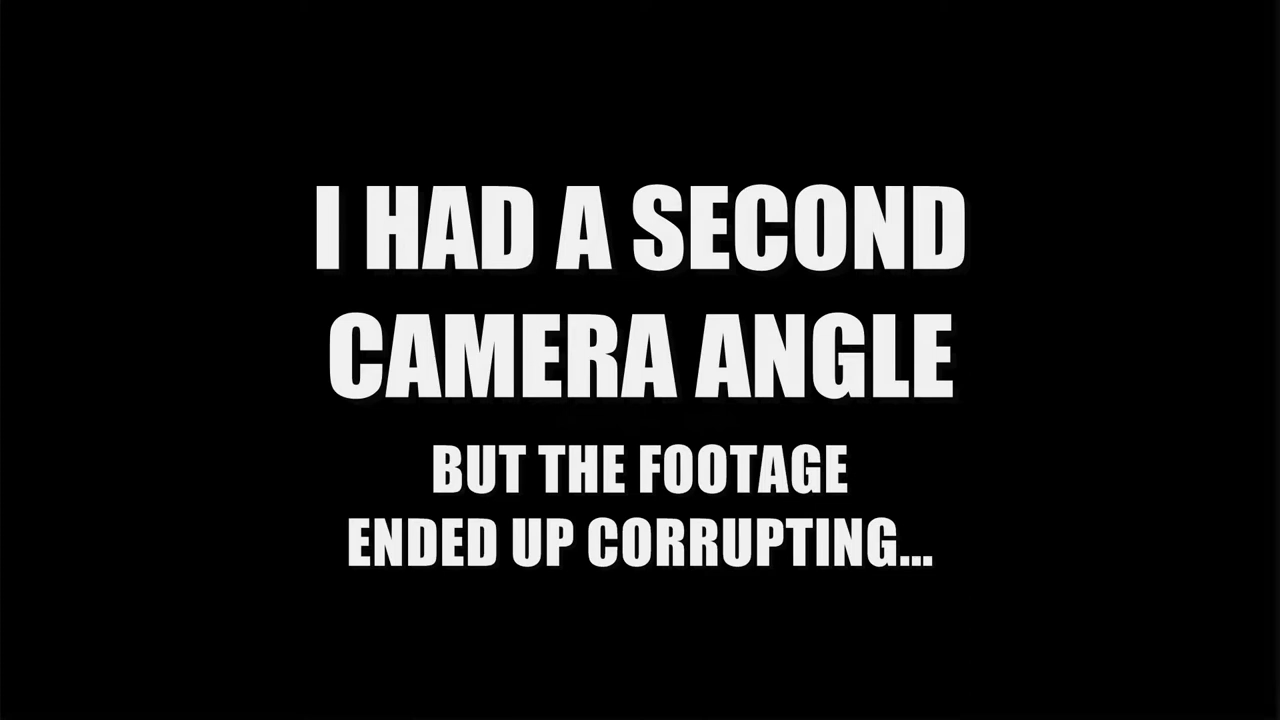 I HAD A SECOND
CAMERA ANGLE
BUT THE FOOTAGE
ENDED UP CORRUPTING...